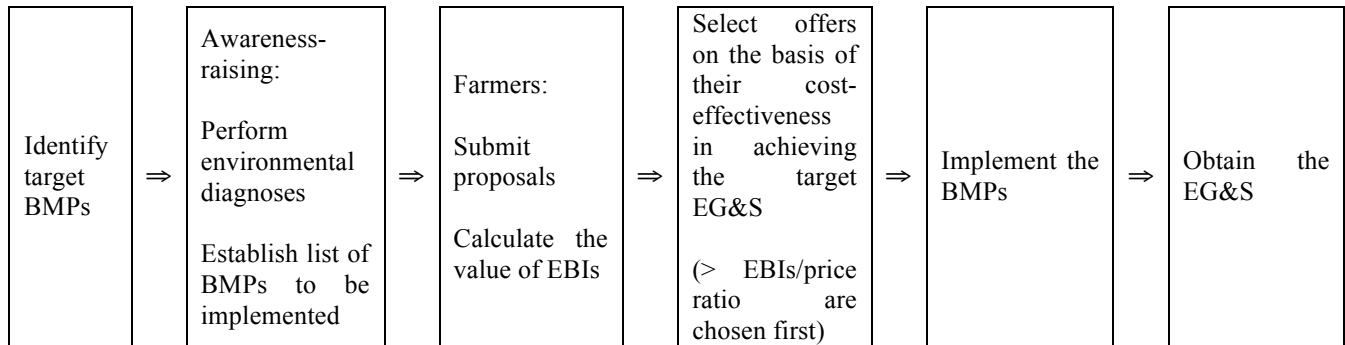 Identify
target
BMPs
⇒
Awareness-
raising:
Perform
environmental
diagnoses
Establish list of
BMPs to be
implemented
⇒
Farmers:
Submit
proposals
Calculate the
value of EBIs
⇒
Select offers
on the basis of
their cost-
effectiveness
in achieving
the target
EG&S
(> EBIs/price
ratio are
chosen first)
⇒
Implement the
BMPs
⇒
Obtain the
EG&S